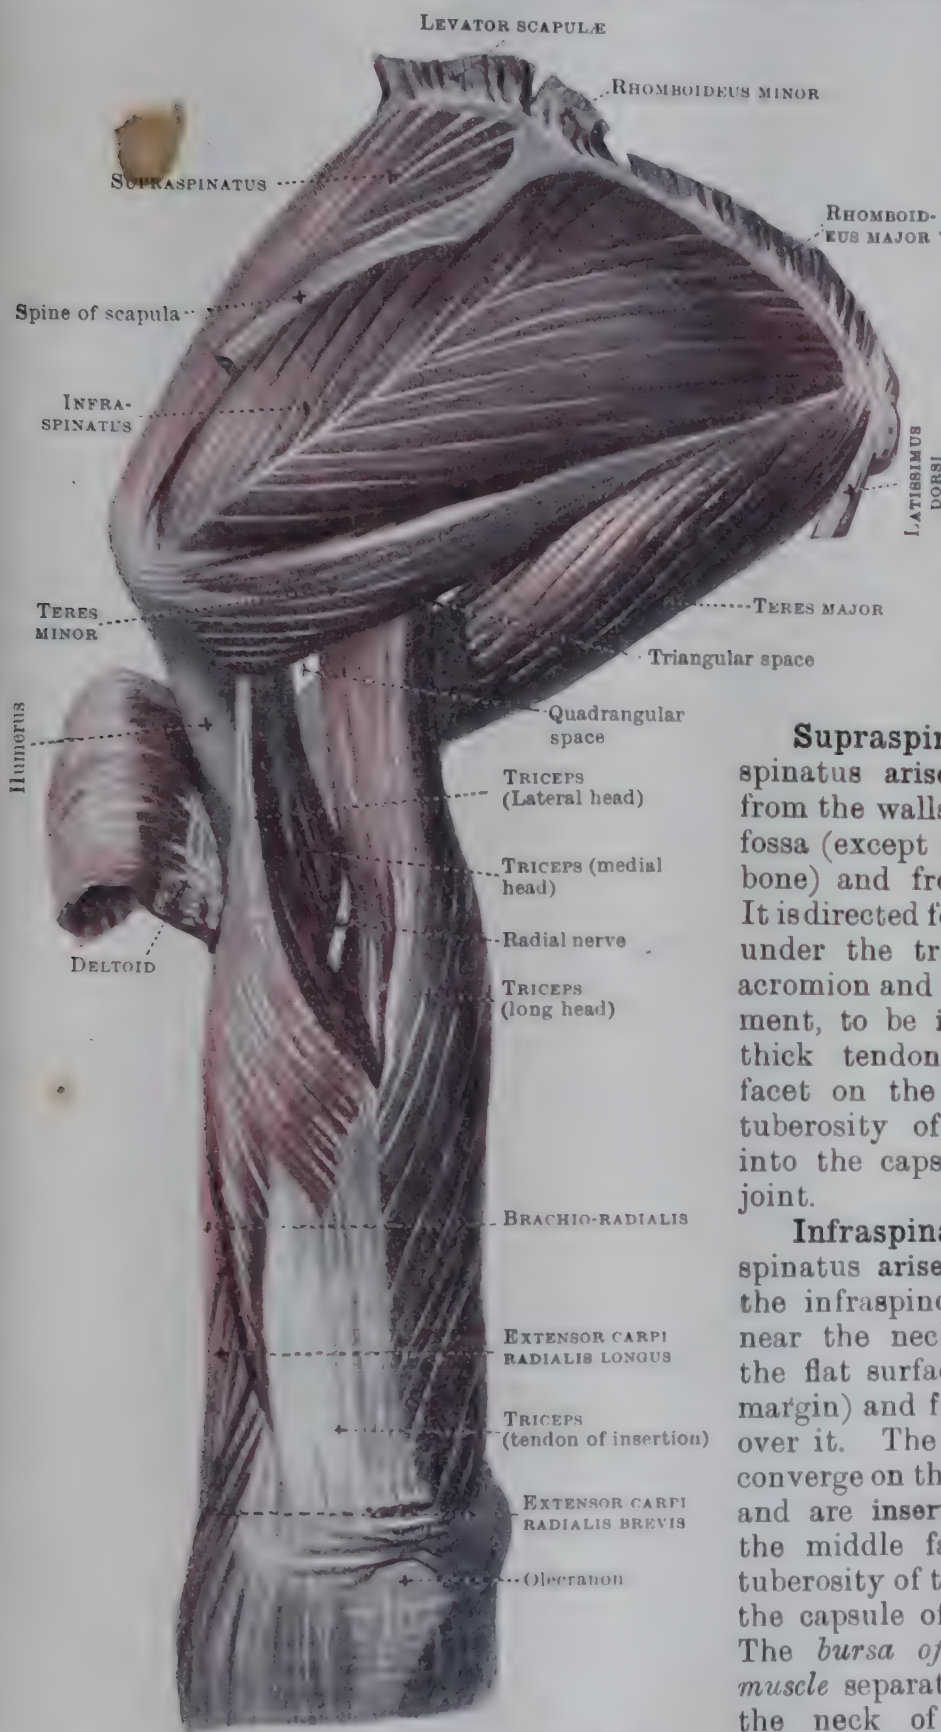 LEVATOR SCAPULÆ
RHOMBOIDEUS MINOR
SUPRASPINATUS
RHOMBOID-
EUS MAJOR
Spine of scapula
INFRA-
SPINATUS
LATISSIMUS
DORSI
TERES
MINOR
TERES MAJOR
Triangular space
Quadrangular
space
Humerus
TRICEPS
(Lateral head)
TRICEPS (medial
head)
Radial nerve
DELTOID
TRICEPS
(long head)
BRACHIO-RADIALIS
EXTENSOR CARPI
RADIALIS LONGUS
TRICEPS
(tendon of insertion)
EXTENSOR CARPI
RADIALIS BREVIS
Olecranon
Supraspin
spinatus arise
from the walls
fossa (except
bone) and fre
It is directed f
under the tr
acromion and
ment, to be i
thick tendon
facet on the
tuberosity of
into the caps
joint.
Infraspina
spinatus arise
the infraspino
near the nec
the flat surfa
margin) and f
over it. The
converge on th
and are inser
the middle fa
tuberosity of t
the capsule of
The bursa of
muscle separat
the neck of